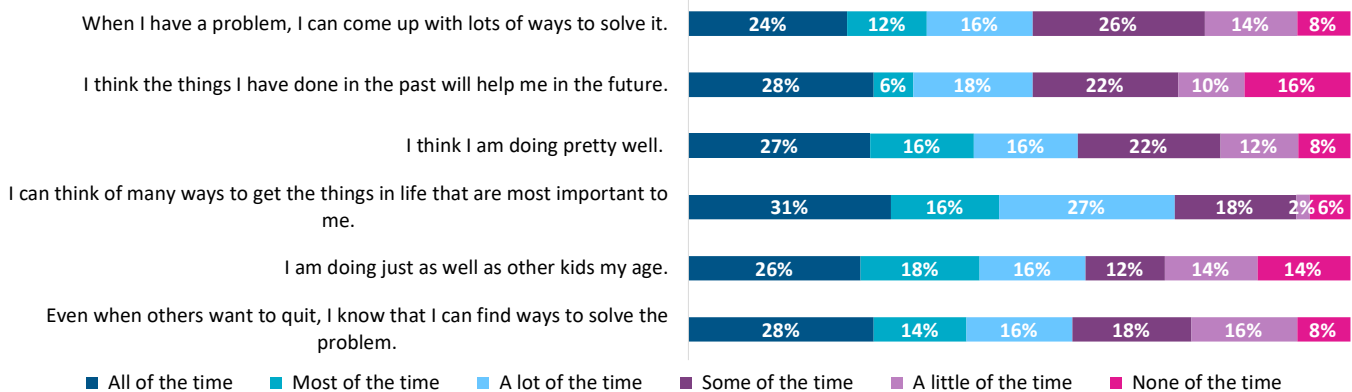 When I have a problem, I can come up with lots of ways to solve it. 24% 12% 16% 26% 14% 8%
I think the things I have done in the past will help me in the future. 28% 6% 18% 22% 10% 16%
I think I am doing pretty well. 27% 16% 16% 22% 12% 8%
I can think of many ways to get the things in life that are most important to
me. 31% 16% 27% 18% 2% 6%
I am doing just as well as other kids my age. 26% 18% 16% 12% 14% 14%
Even when others want to quit, I know that I can find ways to solve the
problem. 28% 14% 16% 18% 16% 8%
All of the time Most of the time A lot of the time Some of the time A little of the time None of the time